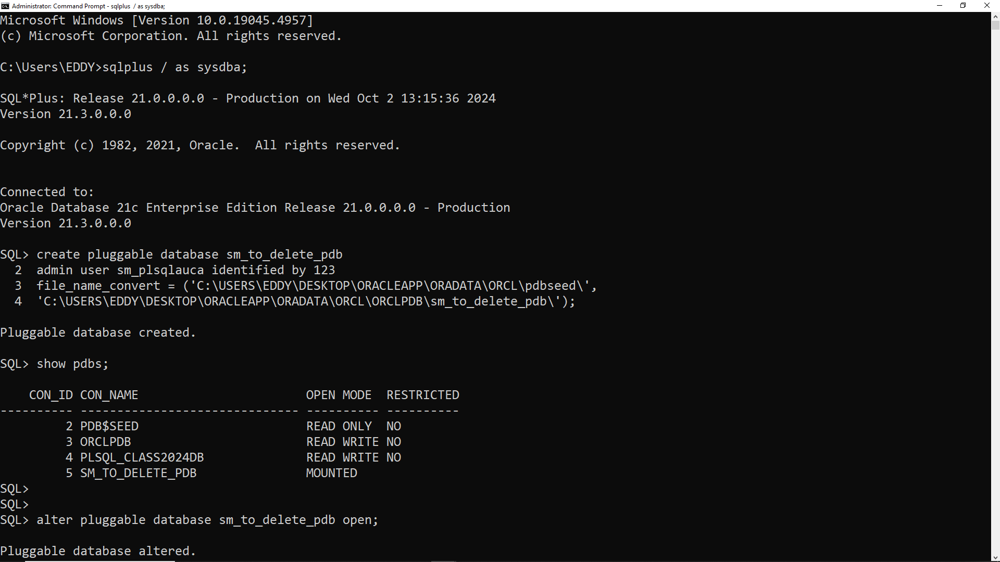 Administrator: Command Prompt - sqlplus / as sysdba;
Microsoft Windows [Version 10.0.19045.4957]
(c) Microsoft Corporation. All rights reserved.
C:\Users\EDDY>sqlplus / as sysdba;
SQL*Plus: Release 21.0.0.0.0 - Production on Wed Oct 2 13:15:36 2024
Version 21.3.0.0.0
Copyright (c) 1982, 2021, Oracle.  All rights reserved.
Connected to:
Oracle Database 21c Enterprise Edition Release 21.0.0.0.0 - Production
Version 21.3.0.0.0
SQL> create pluggable database sm_to_delete_pdb
  2  admin user sm_plsqlauca identified by 123
  3  file_name_convert = ('C:\USERS\EDDY\DESKTOP\ORACLEAPP\ORADATA\ORCL\pdbseed\',
  4  'C:\USERS\EDDY\DESKTOP\ORACLEAPP\ORADATA\ORCL\ORCLPDB\sm_to_delete_pdb\');
Pluggable database created.
SQL> show pdbs;
    CON_ID CON_NAME                       OPEN MODE  RESTRICTED
---------- ------------------------------ ---------- ----------
         2 PDB$SEED                       READ ONLY  NO
         3 ORCLPDB                        READ WRITE NO
         4 PLSQL_CLASS2024DB              READ WRITE NO
         5 SM_TO_DELETE_PDB               MOUNTED
SQL>
SQL>
SQL> alter pluggable database sm_to_delete_pdb open;
Pluggable database altered.